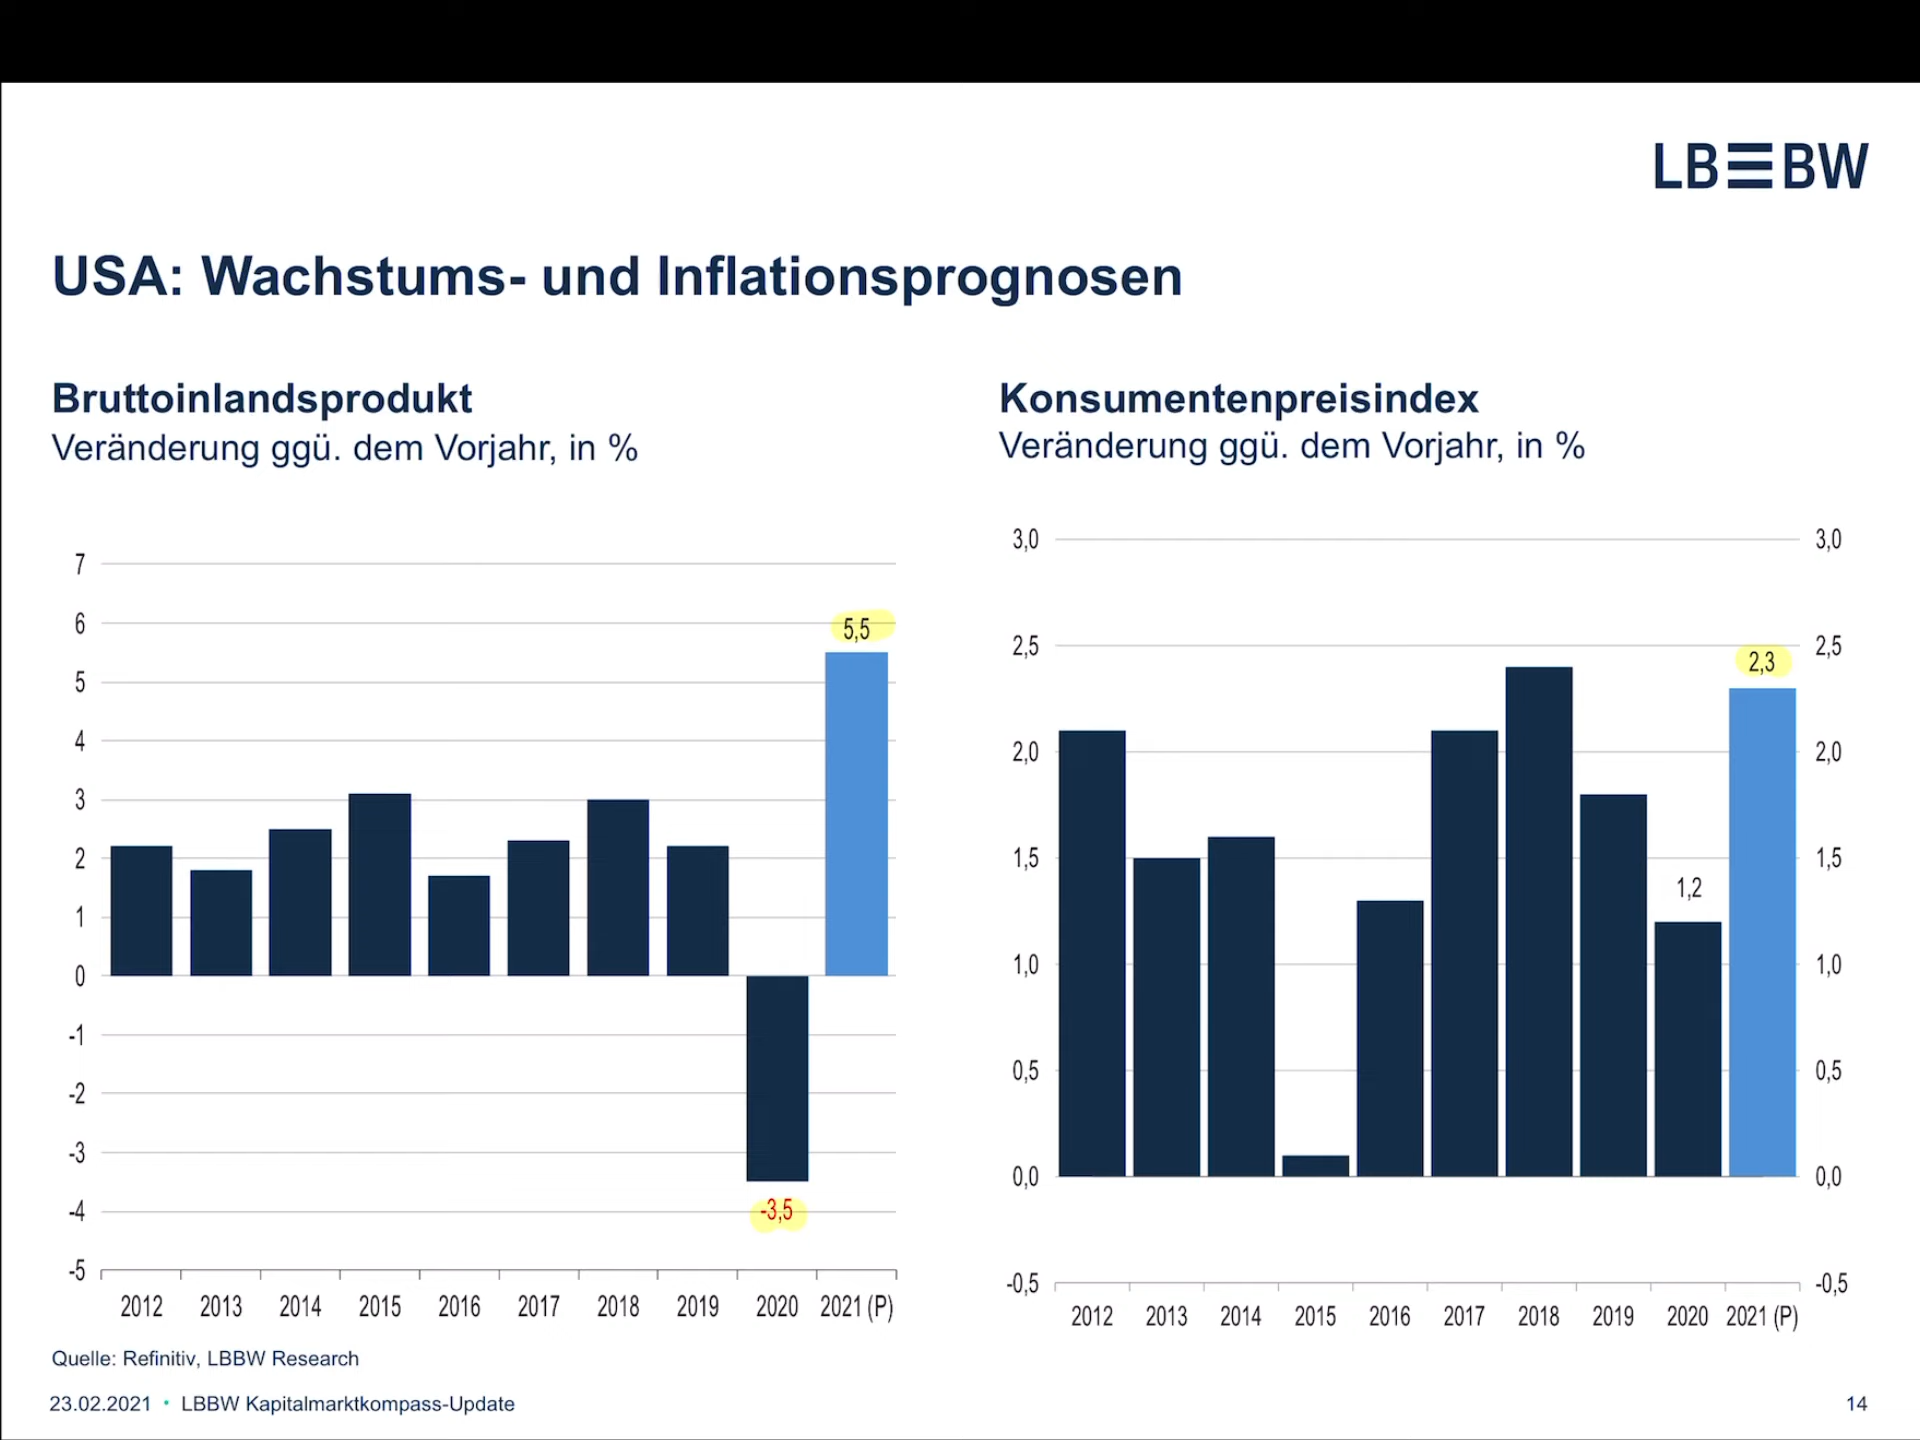 LBBW
USA: Wachstums- und Inflationsprognosen
Bruttoinlandsprodukt
Veränderung ggü. dem Vorjahr, in %
7
6
5
4
3
2
1
0
-1
-2
-3
-4
-5
5,5
-3,5
2012 2013 2014 2015 2016 2017 2018 2019 2020 2021 (P)
Konsumentenpreisindex
Veränderung ggü. dem Vorjahr, in %
3,0 3,0
2,5 2,5
2,3
2,0 2,0
1,5 1,5
1,2
1,0 1,0
0,5 0,5
0,0 0,0
-0,5 -0,5
2012 2013 2014 2015 2016 2017 2018 2019 2020 2021 (P)
Quelle: Refinitiv, LBBW Research
23.02.2021 • LBBW Kapitalmarktkompass-Update
14